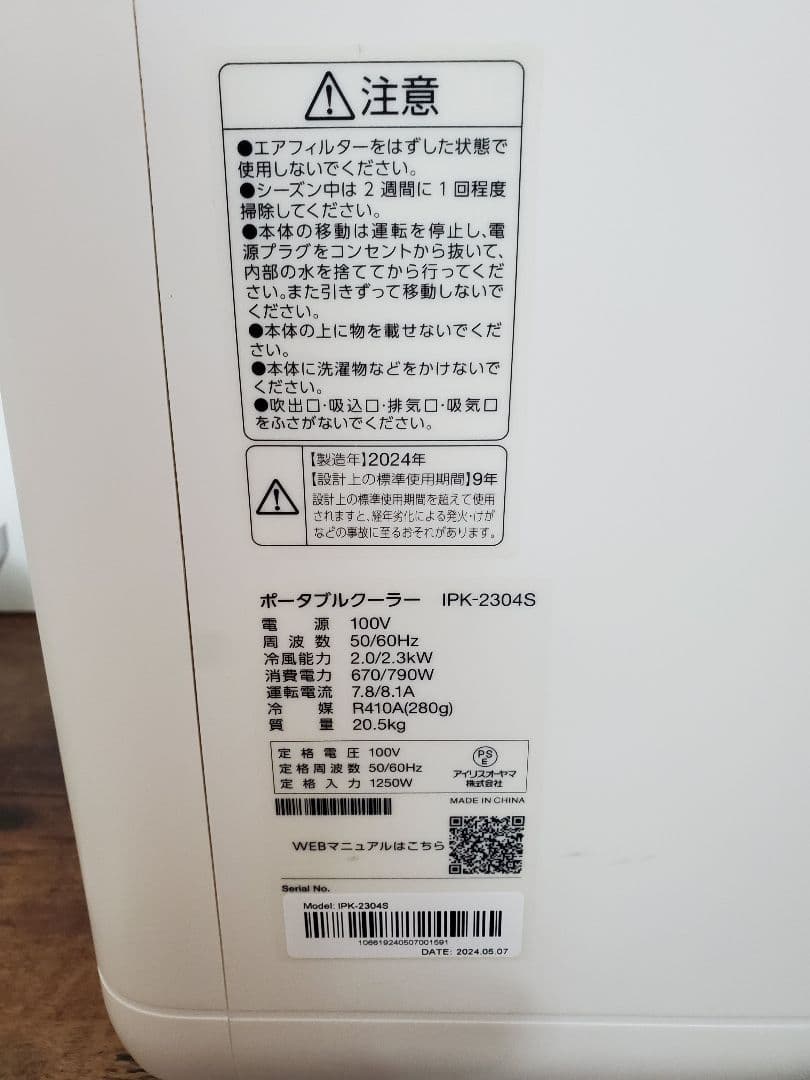 注意
●エアフィルターをはずした状態で
使用しないでください。
●シーズン中は2週間に1回程度
掃除してください。
●本体の移動は運転を停止し、電
源プラグをコンセントから抜いて、
内部の水を捨ててから行ってくだ
さい。また引きずって移動しないで
ください。
●本体の上に物を載せないでくだ
さい。
●本体に洗濯物などをかけないで
ください。
●吹出口・吸込口・排気口・吸気口
をふさがないでください。
【製造年】2024年
【設計上の標準使用期間】9年
設計上の標準使用期間を超えて使用
されますと、経年劣化による発火・けが
などの事故に至るおそれがあります。
ポータブルクーラー IPK-2304S
電源 100V
周波数 50/60Hz
冷風能力 2.0/2.3kW
消費電力 670/790W
運転電流 7.8/8.1A
冷媒 R410A(280g)
質量 20.5kg
定格電圧 100V
定格周波数 50/60Hz
定格入力 1250W
PS
E
アイリスオーヤマ
株式会社
MADE IN CHINA
WEBマニュアルはこちら
Serial No.
Model: IPK-2304S
106619240507001591
DATE: 2024.05.07